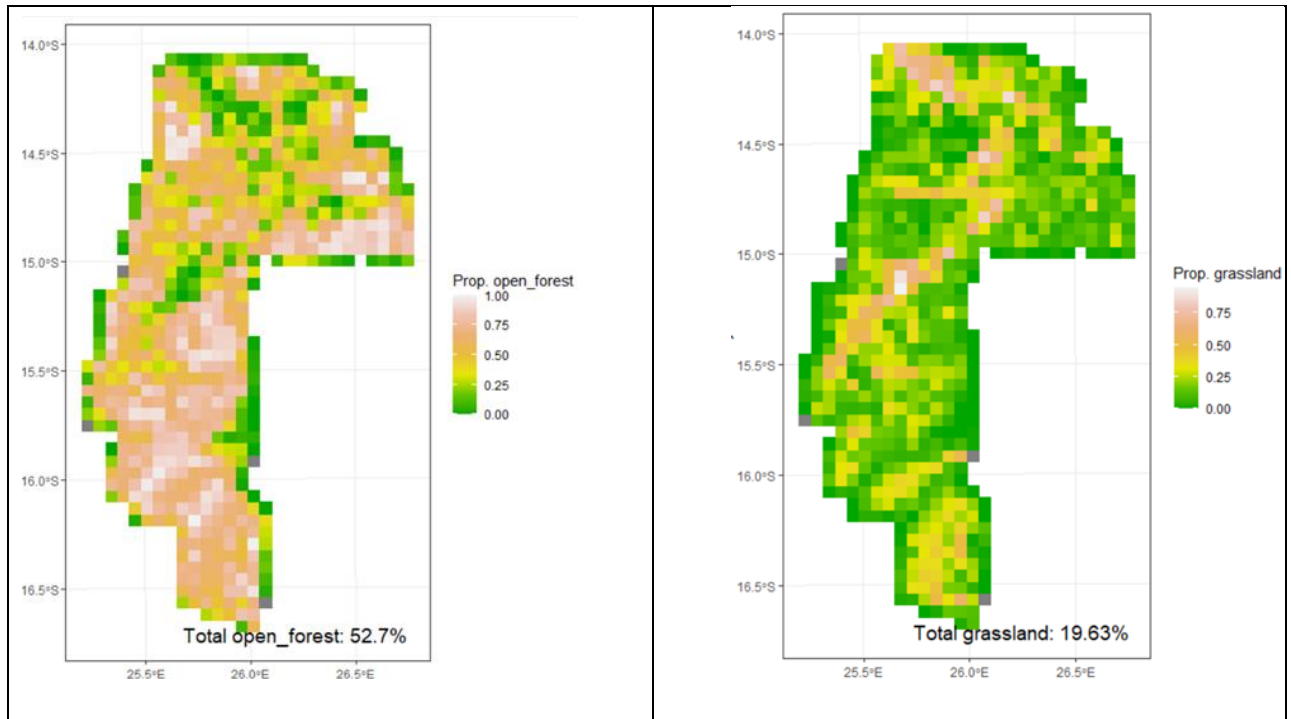 14.0°S
14.5°S
15.0°S
15.5°S
16.0°S
16.5°S
Prop. open_forest
1.00
0.75
0.50
0.25
0.00
Total open_forest: 52.7%
25.5°E 26.0°E 26.5°E
14.0°S
14.5°S
15.0°S
15.5°S
16.0°S
16.5°S
Prop. grassland
0.75
0.50
0.25
0.00
Total grassland: 19.63%
25.5°E 26.0°E 26.5°E